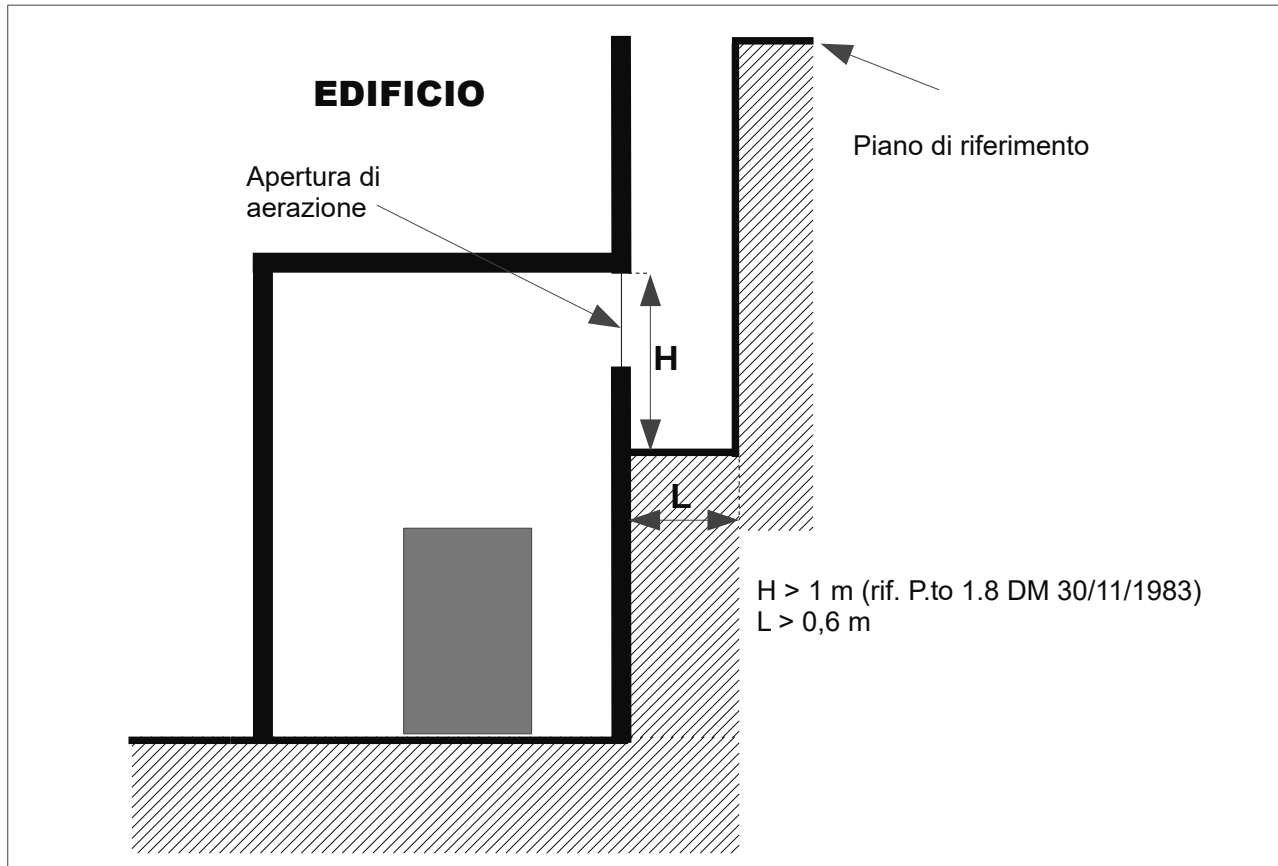 EDIFICIO
Piano di riferimento
Apertura di
aerazione
H
L
H > 1 m (rif. P.to 1.8 DM 30/11/1983)
L > 0,6 m